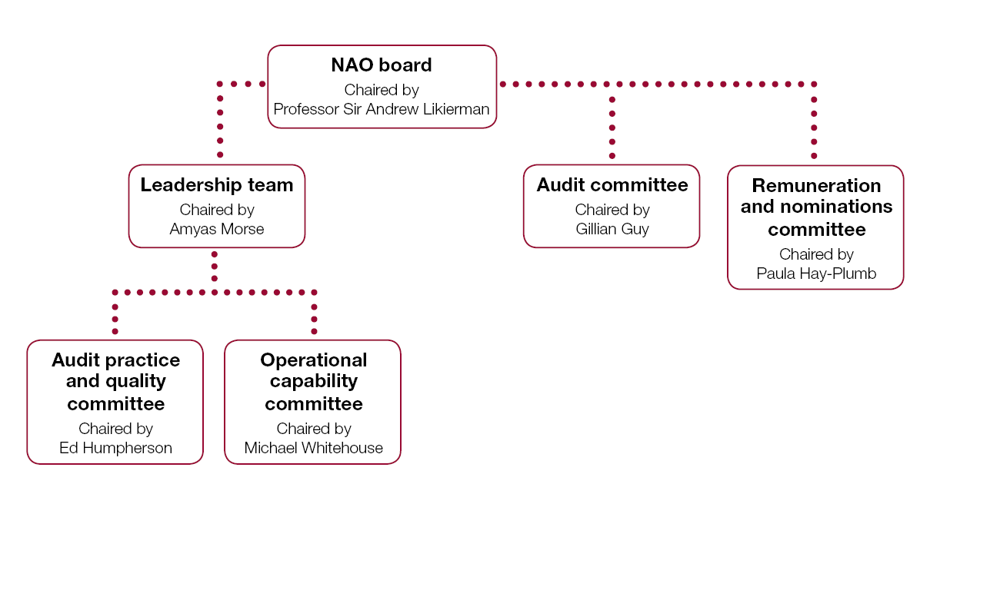 NAO board
Chaired by
Professor Sir Andrew Likierman
Leadership team
Chaired by
Amyas Morse
Audit committee
Chaired by
Gillian Guy
Remuneration
and nominations
committee
Chaired by
Paula Hay-Plumb
Audit practice
and quality
committee
Chaired by
Ed Humpherson
Operational
capability
committee
Chaired by
Michael Whitehouse